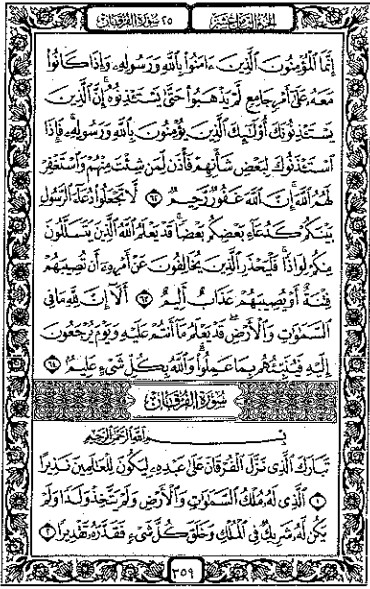 الجزء الثامن عشر ٢٥ سورة الفرقان
إِنَّمَا الْمُؤْمِنُونَ الَّذِينَ ءَامَنُوا بِاللَّهِ وَرَسُولِهِ وَإِذَا كَانُوا
مَعَهُ عَلَى أَمْرٍ جَامِعٍ لَّمْ يَذْهَبُوا حَتَّى يَسْتَـْٔذِنُوهُ إِنَّ الَّذِينَ
يَسْتَـْٔذِنُونَكَ أُولَٰئِكَ الَّذِينَ يُؤْمِنُونَ بِاللَّهِ وَرَسُولِهِ فَإِذَا
اسْتَـْٔذَنُوكَ لِبَعْضِ شَأْنِهِمْ فَأْذَن لِّمَن شِئْتَ مِنْهُمْ وَاسْتَغْفِرْ
لَهُمُ اللَّهَ إِنَّ اللَّهَ غَفُورٌ رَّحِيمٌ ٦٢ لَّا تَجْعَلُوا دُعَاءَ الرَّسُولِ
بَيْنَكُمْ كَدُعَاءِ بَعْضِكُم بَعْضًا قَدْ يَعْلَمُ اللَّهُ الَّذِينَ يَتَسَلَّلُونَ
مِنكُمْ لِوَاذًا فَلْيَحْذَرِ الَّذِينَ يُخَالِفُونَ عَنْ أَمْرِهِ أَن تُصِيبَهُمْ
فِتْنَةٌ أَوْ يُصِيبَهُمْ عَذَابٌ أَلِيمٌ ٦٣ أَلَا إِنَّ لِلَّهِ مَا فِي
السَّمَٰوَٰتِ وَالْأَرْضِ قَدْ يَعْلَمُ مَا أَنتُمْ عَلَيْهِ وَيَوْمَ يُرْجَعُونَ
إِلَيْهِ فَيُنَبِّئُهُم بِمَا عَمِلُوا وَاللَّهُ بِكُلِّ شَيْءٍ عَلِيمٌ ٦٤
سُورَةُ الْفُرْقَانِ
بِسْمِ اللَّهِ الرَّحْمَٰنِ الرَّحِيمِ
تَبَارَكَ الَّذِي نَزَّلَ الْفُرْقَانَ عَلَى عَبْدِهِ لِيَكُونَ لِلْعَالَمِينَ نَذِيرًا
١ الَّذِي لَهُ مُلْكُ السَّمَٰوَٰتِ وَالْأَرْضِ وَلَمْ يَتَّخِذْ وَلَدًا وَلَمْ
يَكُن لَّهُ شَرِيكٌ فِي الْمُلْكِ وَخَلَقَ كُلَّ شَيْءٍ فَقَدَّرَهُ تَقْدِيرًا ٢
٣٥٩